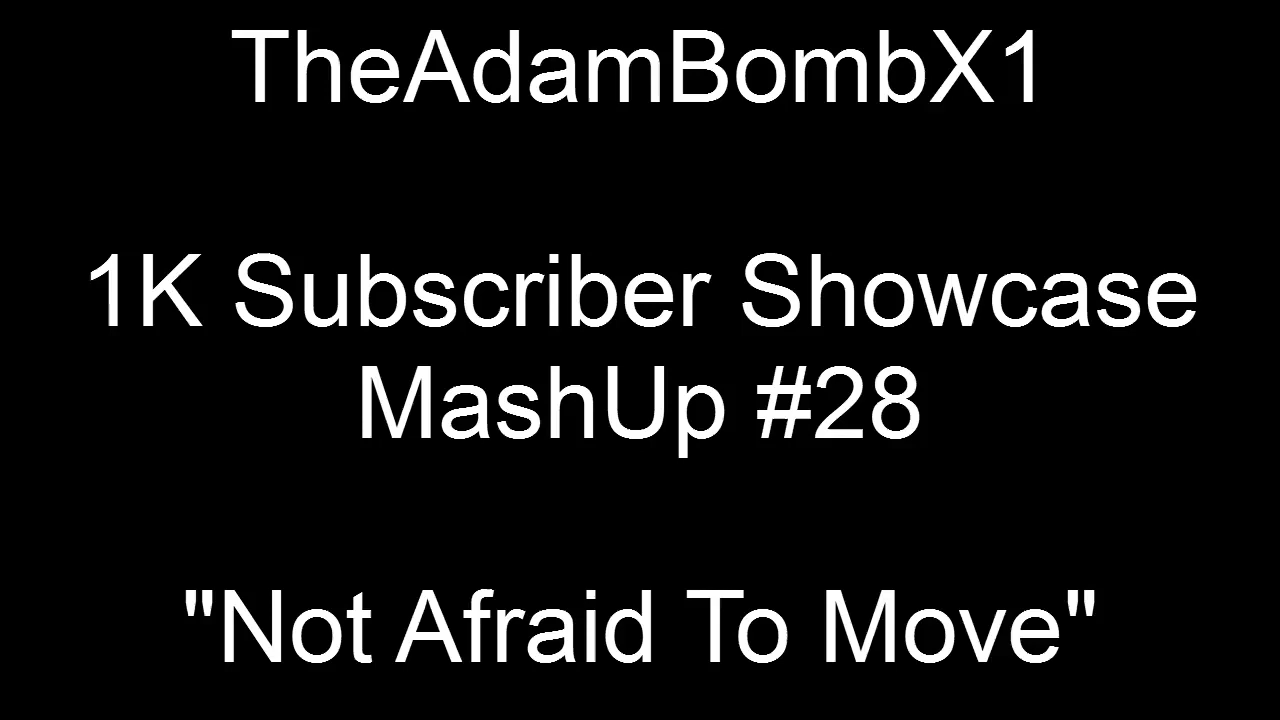 TheAdamBombX1
1K Subscriber Showcase
MashUp #28
"Not Afraid To Move"